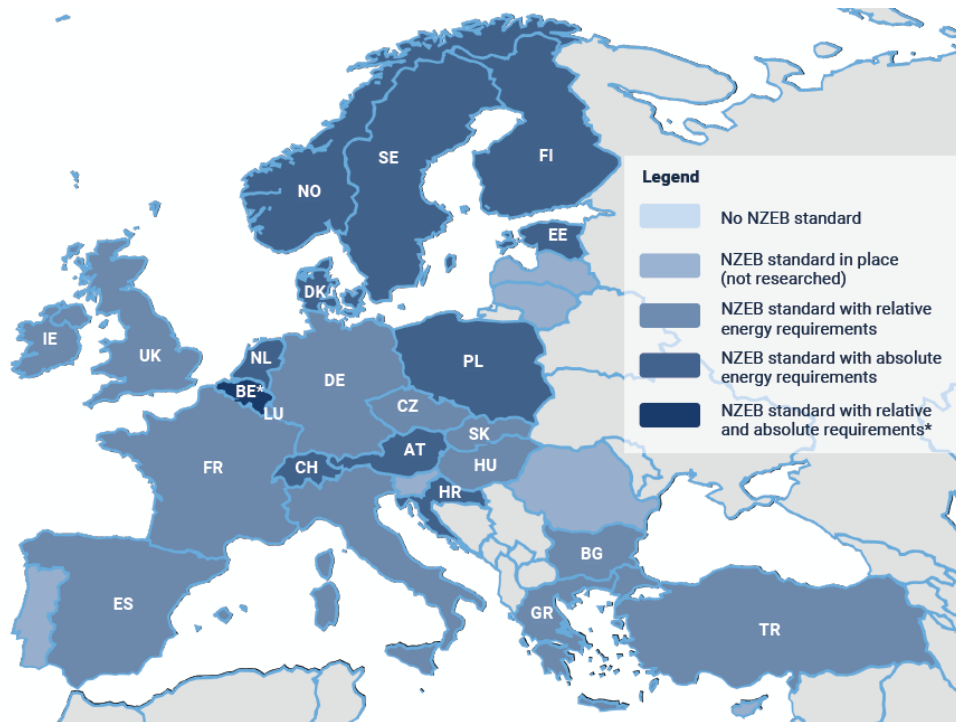 SE
FI
NO
Legend
No NZEB standard
EE
NZEB standard in place
(not researched)
DK
NZEB standard with relative
energy requirements
IE
UK
NL
PL
NZEB standard with absolute
energy requirements
BE*
DE
LU
CZ
NZEB standard with relative
and absolute requirements*
SK
AT
FR
CH
HU
HR
BG
ES
GR
TR